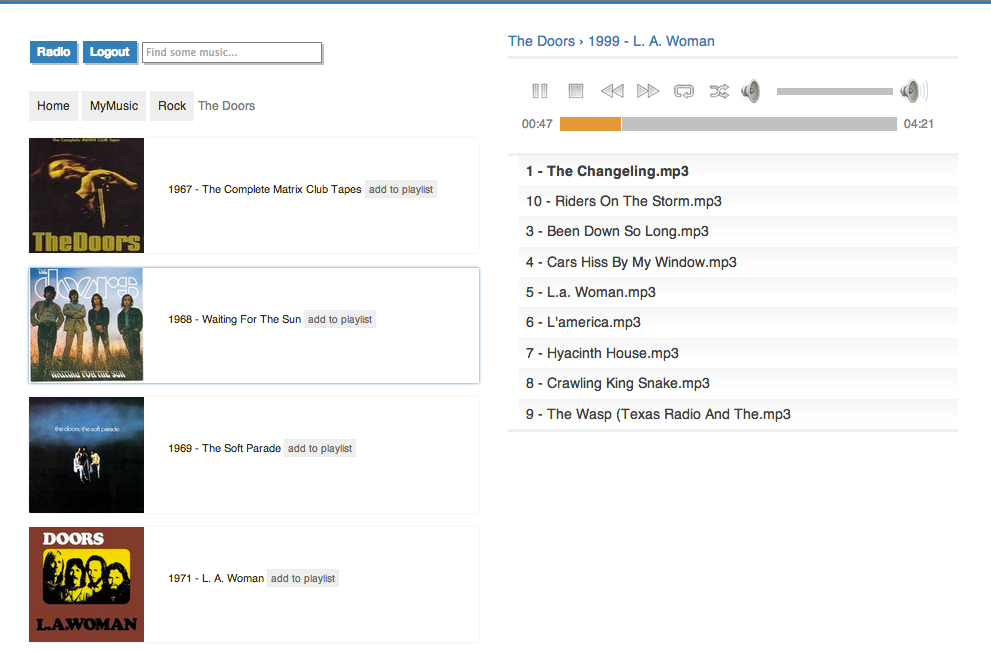 Radio Logout Find some music...
Home MyMusic Rock The Doors
The Complete MATRIX CLUB Tapes
The Doors
1967 - The Complete Matrix Club Tapes add to playlist
the doors
WAITING FOR THE SUN
1968 - Waiting For The Sun add to playlist
the doors, the soft parade
1969 - The Soft Parade add to playlist
DOORS
L.A.WOMAN
1971 - L. A. Woman add to playlist
The Doors › 1999 - L. A. Woman
00:47 04:21
1 - The Changeling.mp3
10 - Riders On The Storm.mp3
3 - Been Down So Long.mp3
4 - Cars Hiss By My Window.mp3
5 - L.a. Woman.mp3
6 - L'america.mp3
7 - Hyacinth House.mp3
8 - Crawling King Snake.mp3
9 - The Wasp (Texas Radio And The.mp3